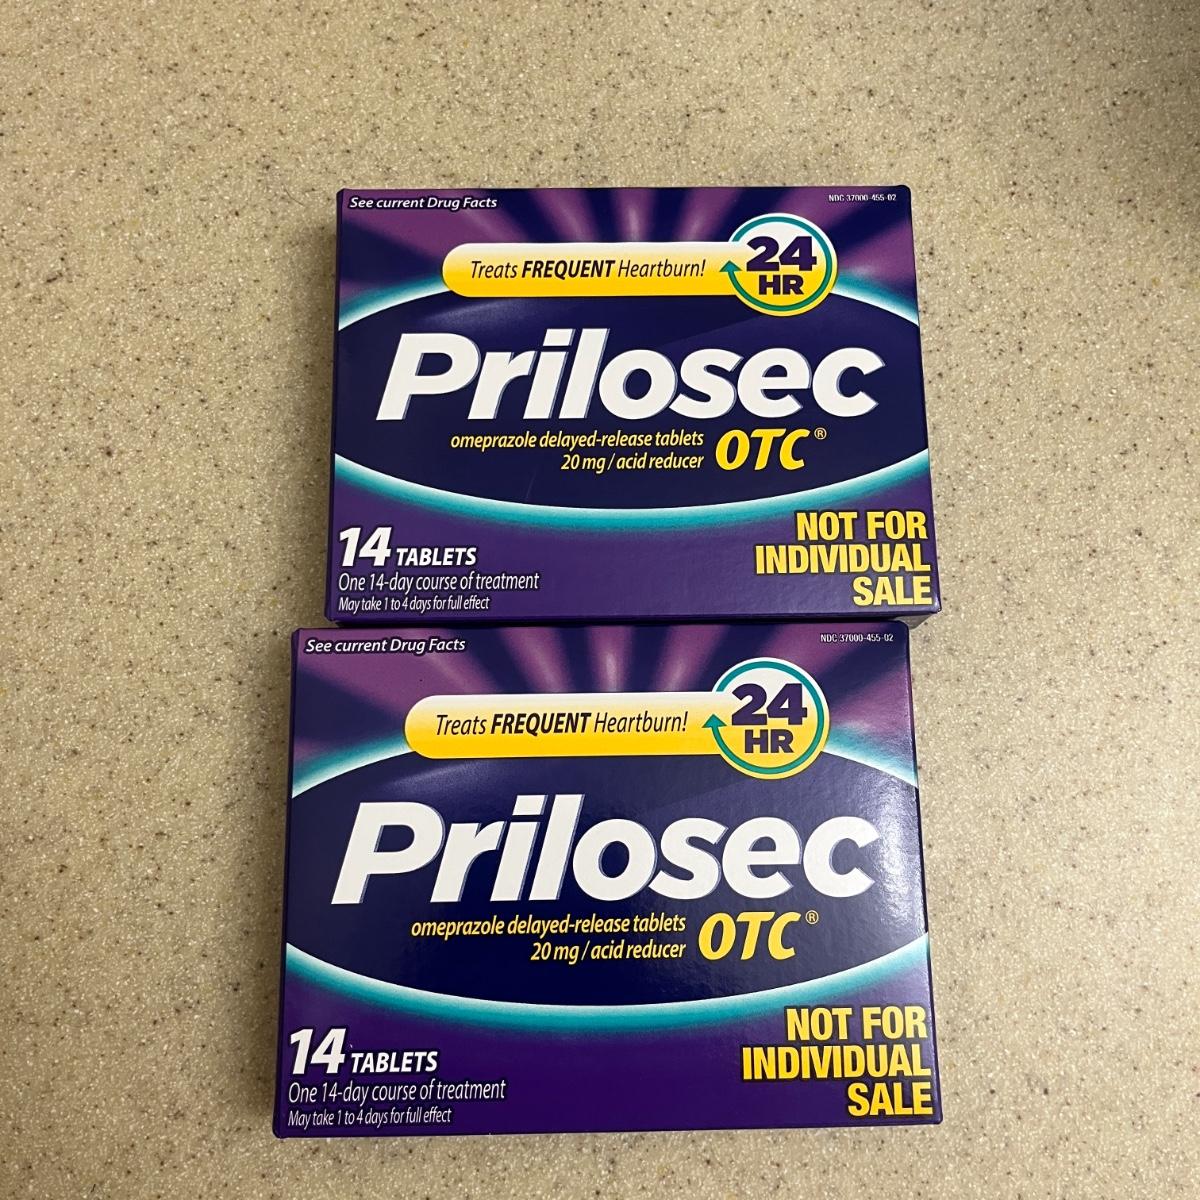 See current Drug Facts
NDC 37000-455-02
Treats FREQUENT Heartburn!
24
HR
Prilosec
omeprazole delayed-release tablets
20 mg / acid reducer
OTC®
14 TABLETS
One 14-day course of treatment
May take 1 to 4 days for full effect
NOT FOR
INDIVIDUAL
SALE
See current Drug Facts
NDC 37000-455-02
Treats FREQUENT Heartburn!
24
HR
Prilosec
omeprazole delayed-release tablets
20 mg / acid reducer
OTC®
14 TABLETS
One 14-day course of treatment
May take 1 to 4 days for full effect
NOT FOR
INDIVIDUAL
SALE